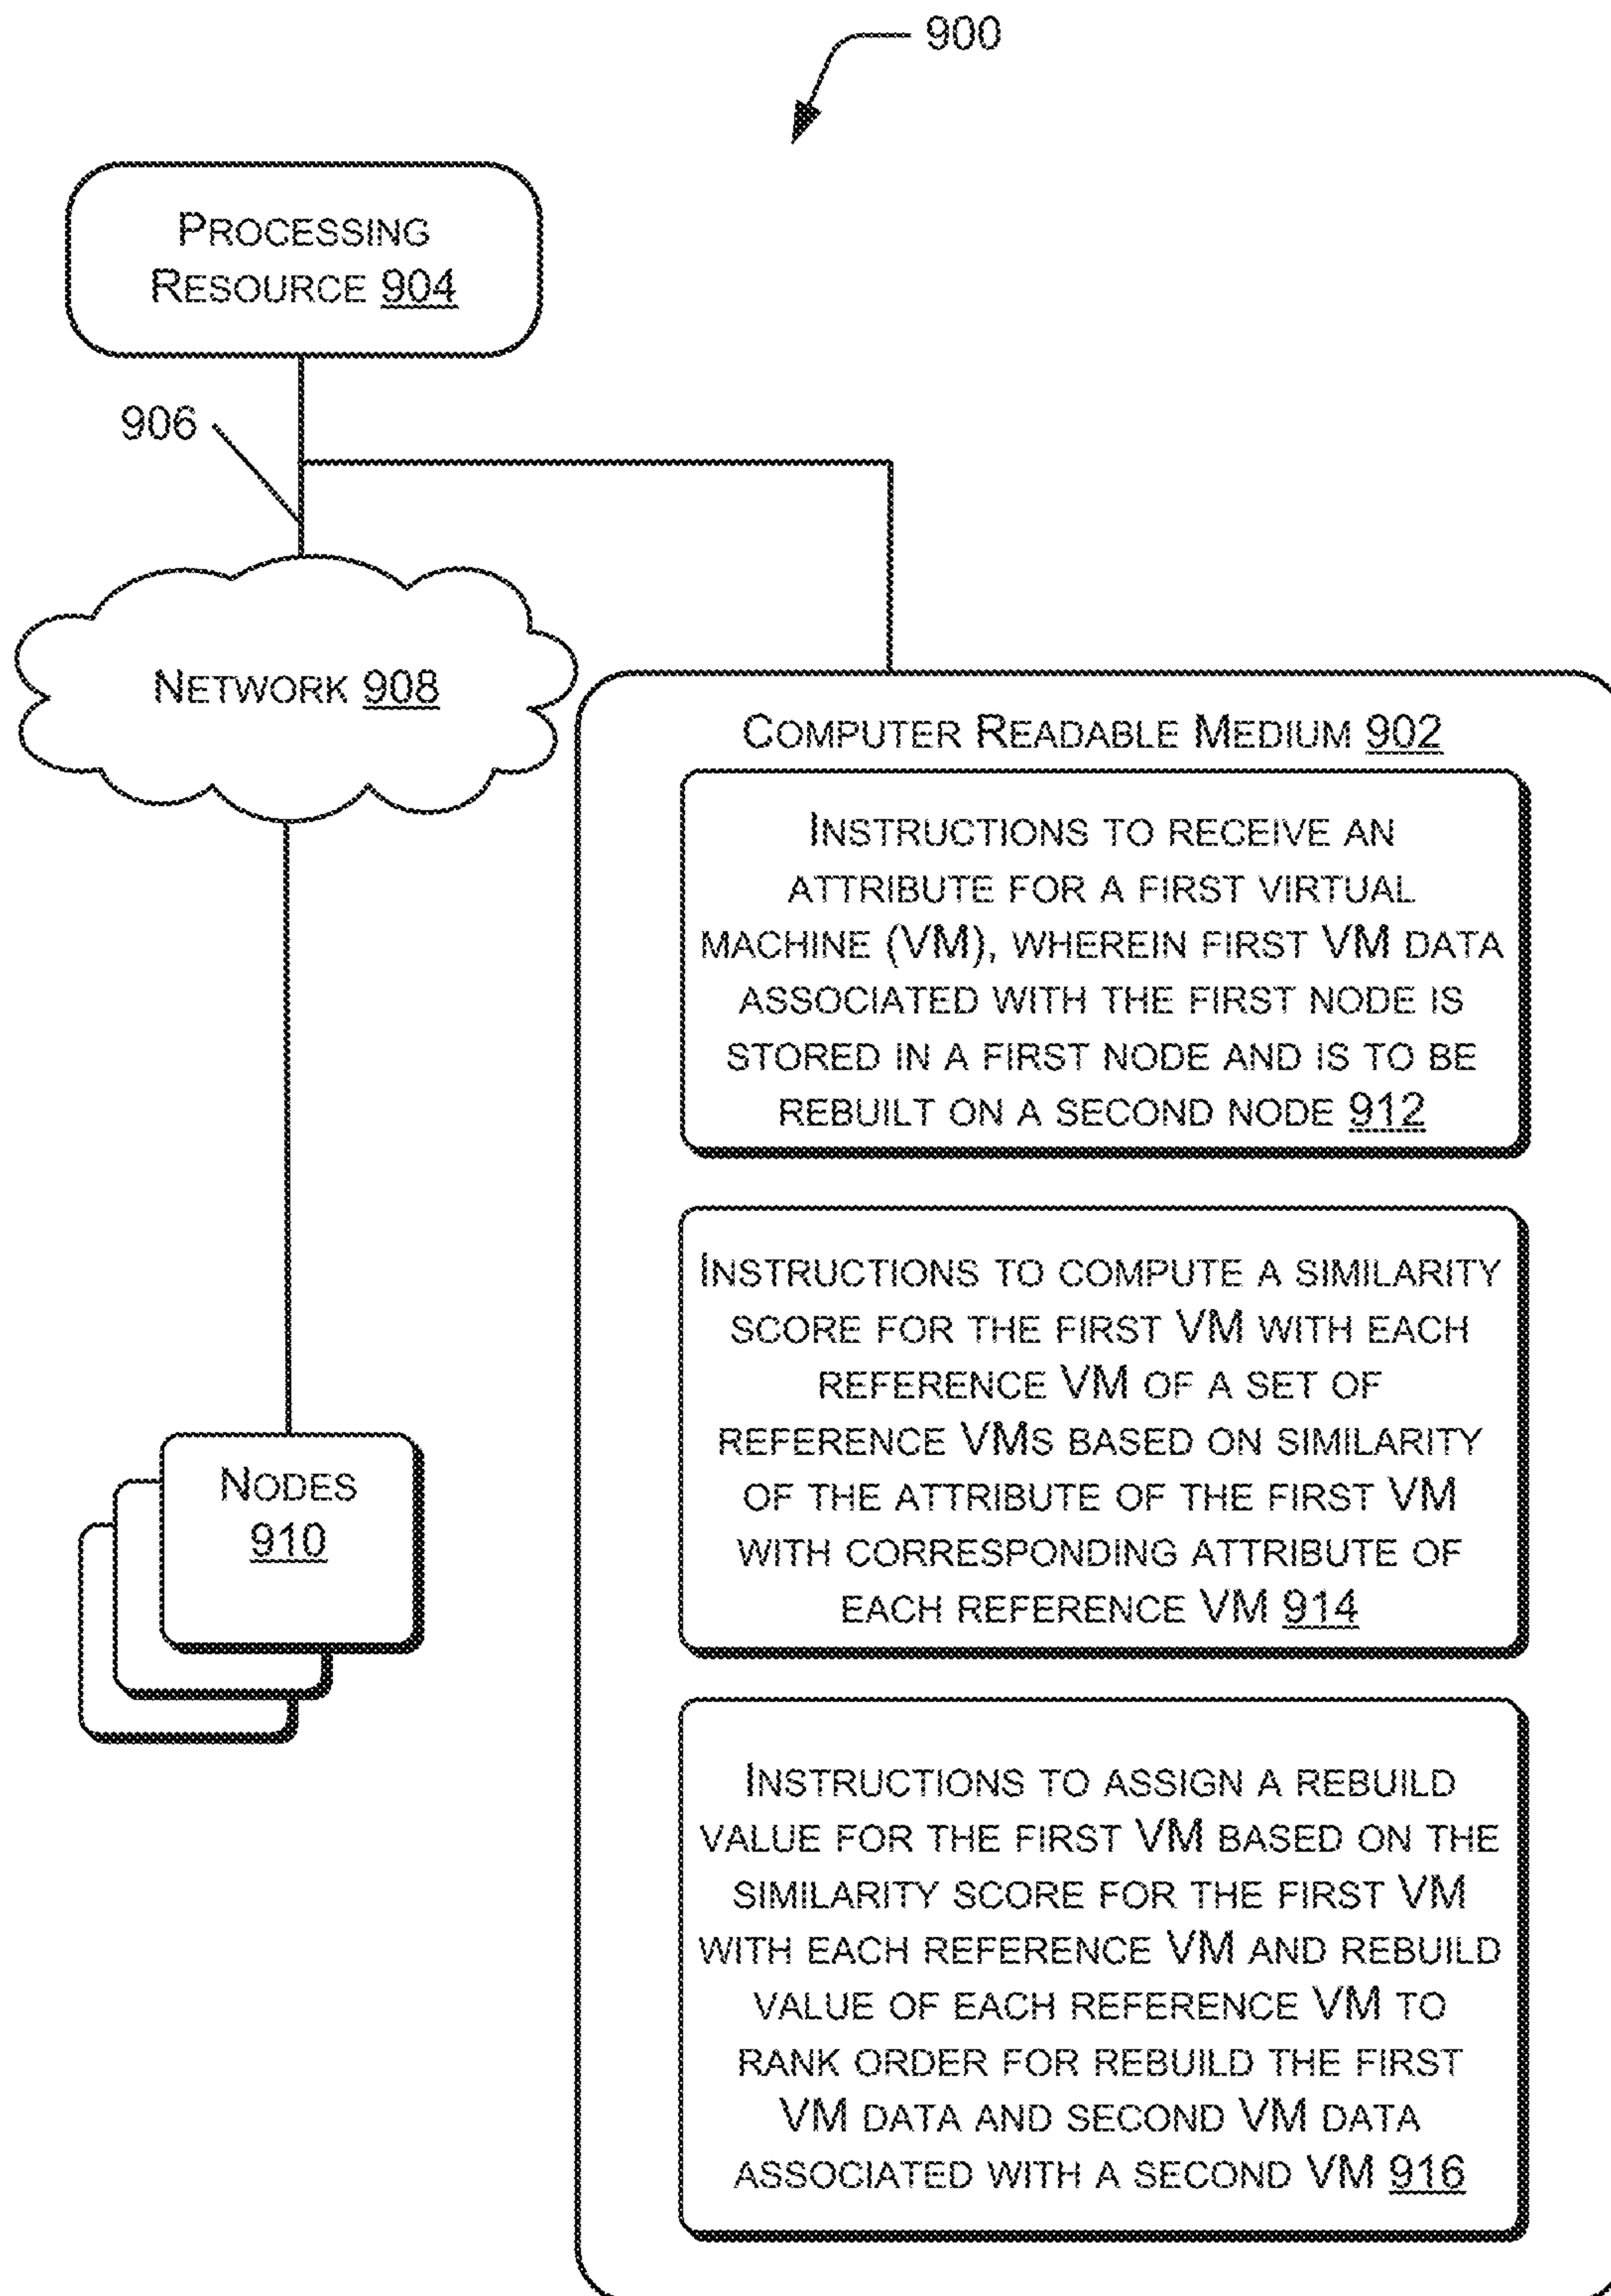 900
PROCESSING
RESOURCE 904
906
NETWORK 908
COMPUTER READABLE MEDIUM 902
INSTRUCTIONS TO RECEIVE AN
ATTRIBUTE FOR A FIRST VIRTUAL
MACHINE (VM), WHEREIN FIRST VM DATA
ASSOCIATED WITH THE FIRST NODE IS
STORED IN A FIRST NODE AND IS TO BE
REBUILT ON A SECOND NODE 912
INSTRUCTIONS TO COMPUTE A SIMILARITY
SCORE FOR THE FIRST VM WITH EACH
REFERENCE VM OF A SET OF
REFERENCE VMS BASED ON SIMILARITY
OF THE ATTRIBUTE OF THE FIRST VM
WITH CORRESPONDING ATTRIBUTE OF
EACH REFERENCE VM 914
NODES
910
INSTRUCTIONS TO ASSIGN A REBUILD
VALUE FOR THE FIRST VM BASED ON THE
SIMILARITY SCORE FOR THE FIRST VM
WITH EACH REFERENCE VM AND REBUILD
VALUE OF EACH REFERENCE VM TO
RANK ORDER FOR REBUILD THE FIRST
VM DATA AND SECOND VM DATA
ASSOCIATED WITH A SECOND VM 916